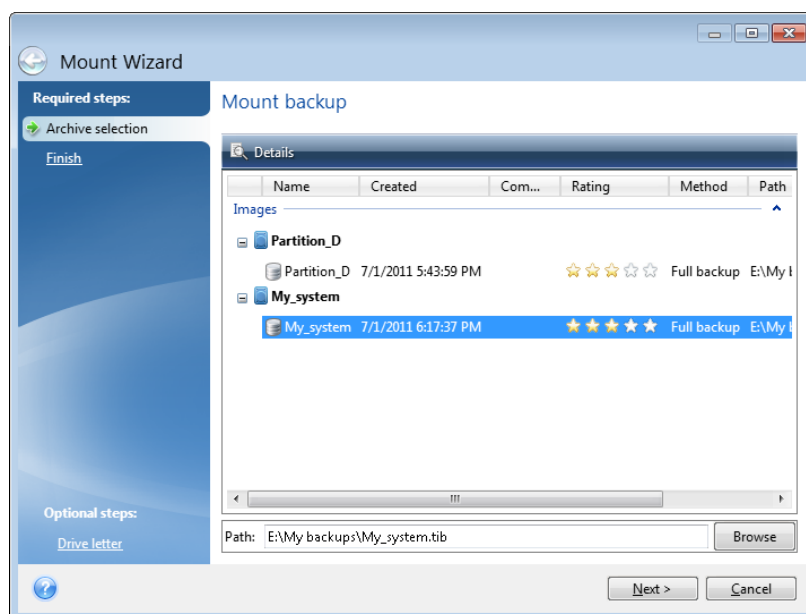 Mount Wizard
Required steps:
Archive selection
Finish
Optional steps:
Drive letter
Mount backup
Details
Name Created Com... Rating Method Path
Images
Partition_D
Partition_D 7/1/2011 5:43:59 PM Full backup E:\My
My_system
My_system 7/1/2011 6:17:37 PM Full backup E:\My
Path: E:\My backups\My_system.tib Browse
Next > Cancel